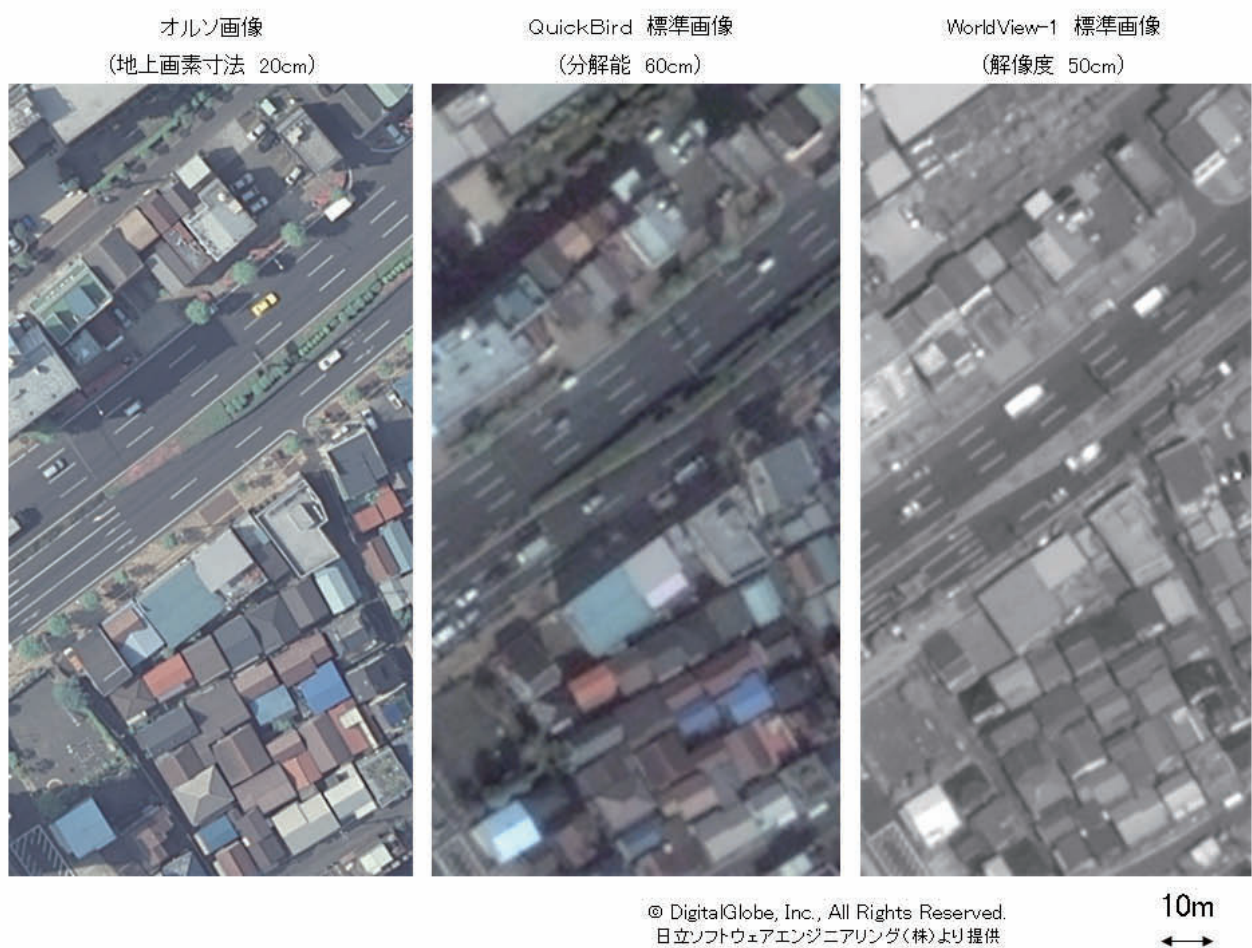 オルソ画像
(地上画素寸法 20cm)
QuickBird 標準画像
(分解能 60cm)
WorldView-1 標準画像
(解像度 50cm)
© DigitalGlobe, Inc., All Rights Reserved.
日立ソフトウェアエンジニアリング(株)より提供
10m